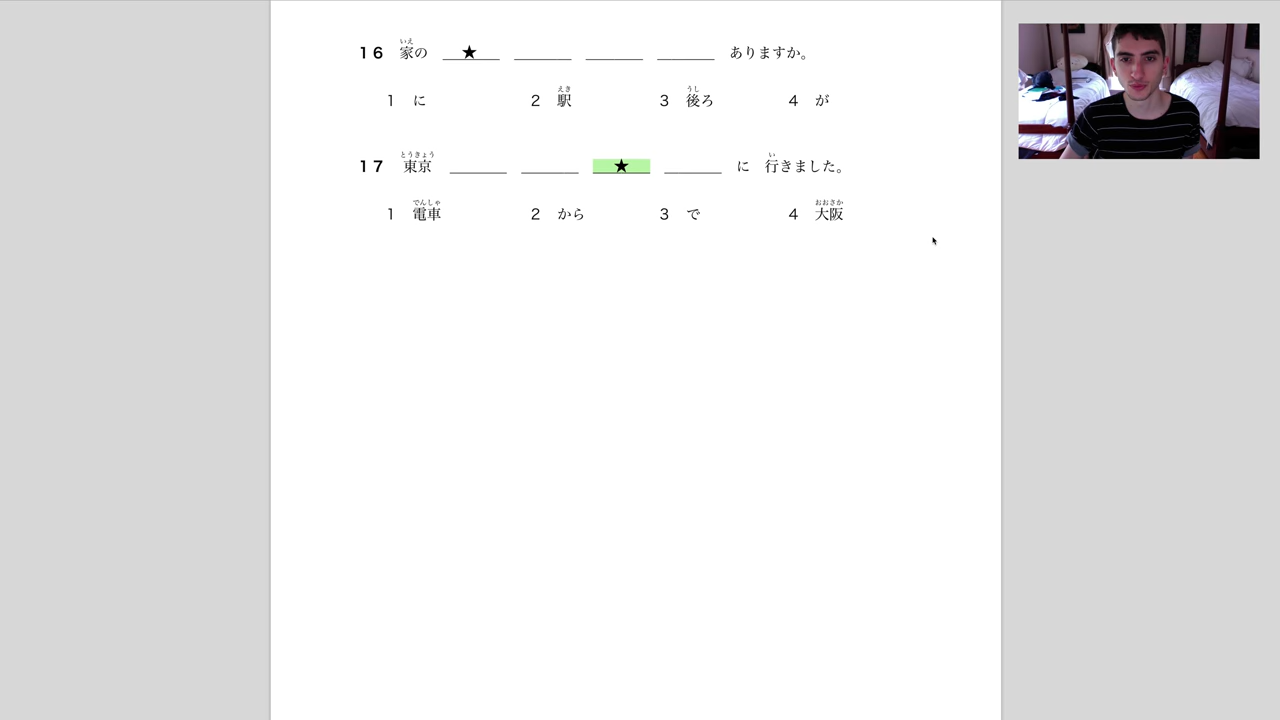 16 家の ★ ありますか。
1 に 2 駅 3 後ろ 4 が
17 東京 ★ に 行きました。
1 電車 2 から 3 で 4 大阪